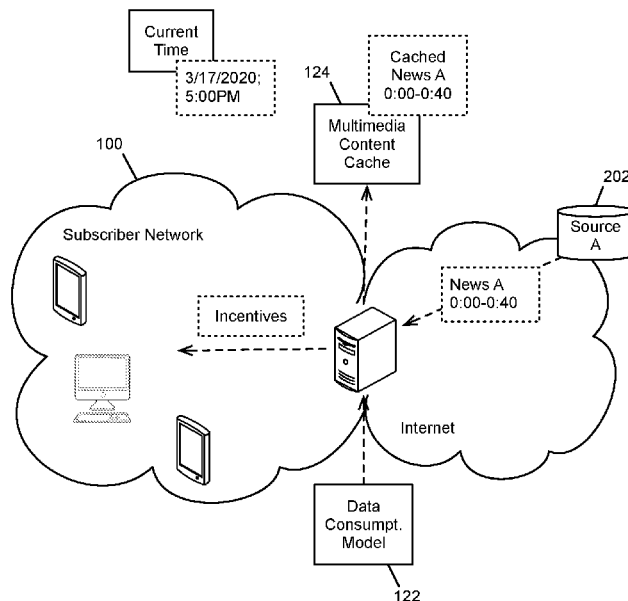 Current
Time
3/17/2020;
5:00PM
124
Cached
News A
0:00-0:40
Multimedia
Content
Cache
100
202
Subscriber Network
Source
A
News A
0:00-0:40
Incentives
Internet
Data
Consumpt.
Model
122